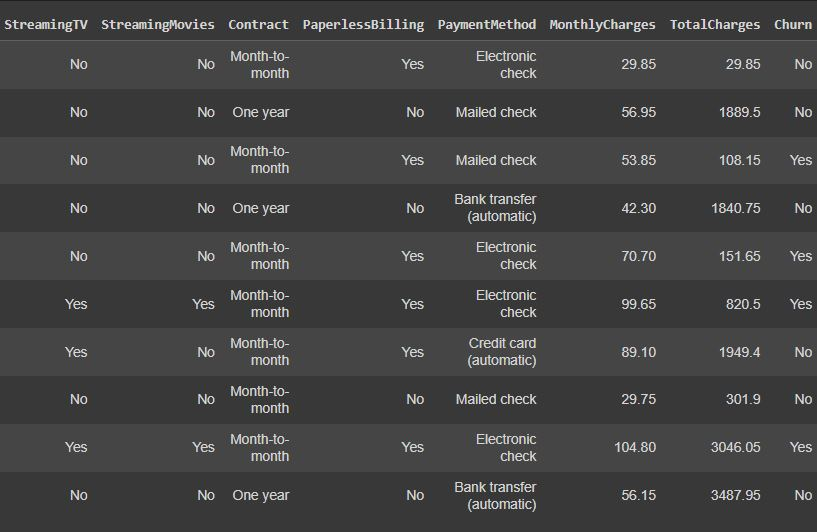 StreamingTV StreamingMovies Contract PaperlessBilling PaymentMethod MonthlyCharges TotalCharges Churn
No No Month-to-month Yes Electronic check 29.85 29.85 No
No No One year No Mailed check 56.95 1889.5 No
No No Month-to-month Yes Mailed check 53.85 108.15 Yes
No No One year No Bank transfer (automatic) 42.30 1840.75 No
No No Month-to-month Yes Electronic check 70.70 151.65 Yes
Yes Yes Month-to-month Yes Electronic check 99.65 820.5 Yes
Yes No Month-to-month Yes Credit card (automatic) 89.10 1949.4 No
No No Month-to-month No Mailed check 29.75 301.9 No
Yes Yes Month-to-month Yes Electronic check 104.80 3046.05 Yes
No No One year No Bank transfer (automatic) 56.15 3487.95 No